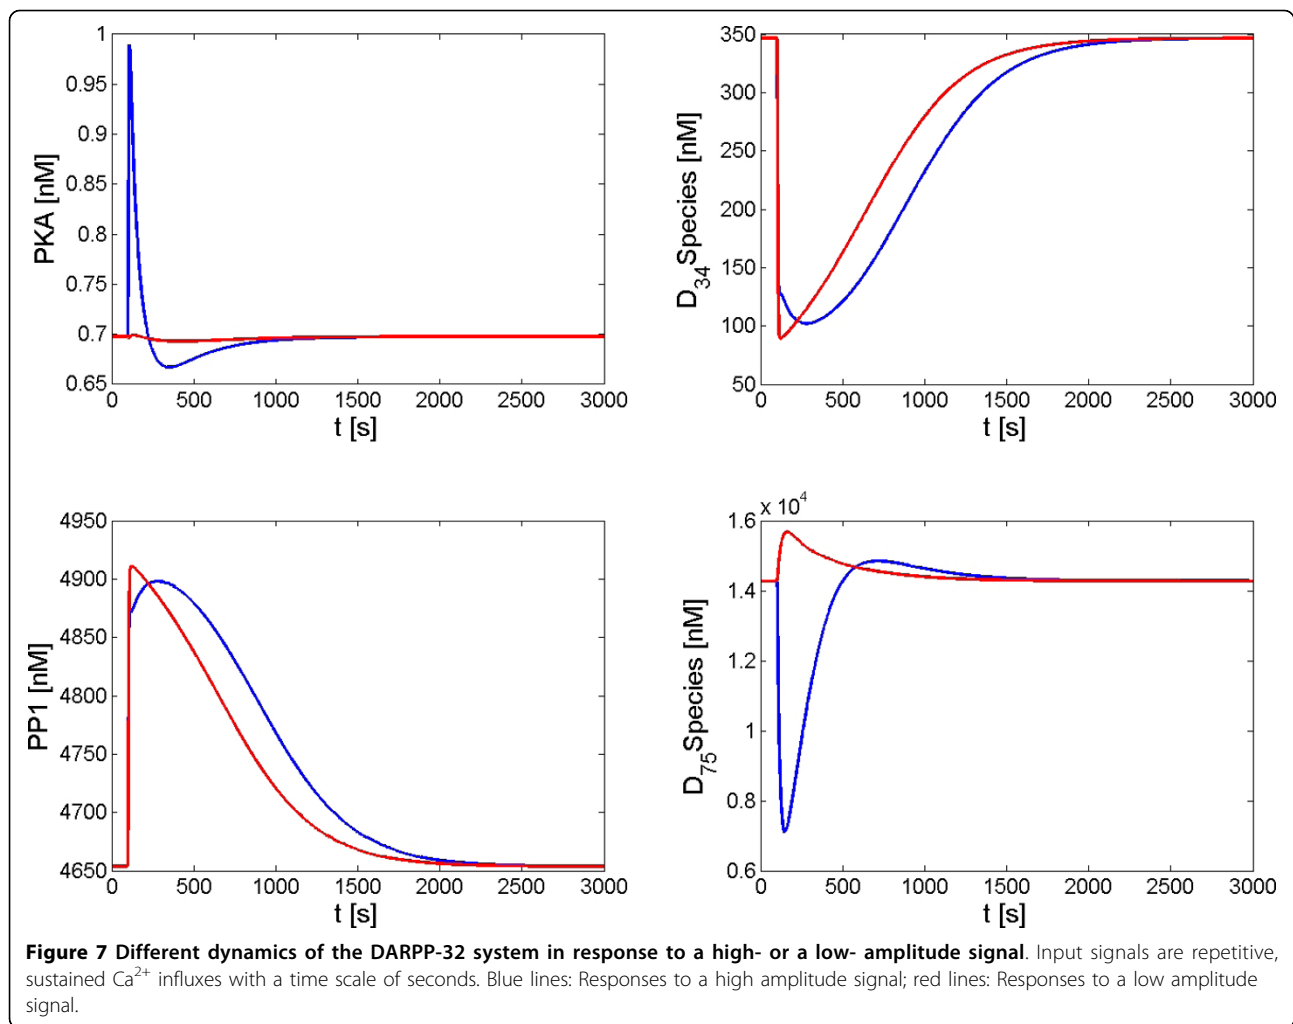 1
0.95
0.9
0.85
0.8
0.75
0.7
0.65
PKA [nM]
0 500 1000 1500 2000 2500 3000
t [s]
350
300
250
200
150
100
50
D34Species [nM]
0 500 1000 1500 2000 2500 3000
t [s]
4950
4900
4850
4800
4750
4700
4650
PP1 [nM]
0 500 1000 1500 2000 2500 3000
t [s]
x 10^4
1.6
1.4
1.2
1
0.8
0.6
D75Species [nM]
0 500 1000 1500 2000 2500 3000
t [s]
Figure 7 Different dynamics of the DARPP-32 system in response to a high- or a low- amplitude signal. Input signals are repetitive,
sustained Ca2+ influxes with a time scale of seconds. Blue lines: Responses to a high amplitude signal; red lines: Responses to a low amplitude
signal.